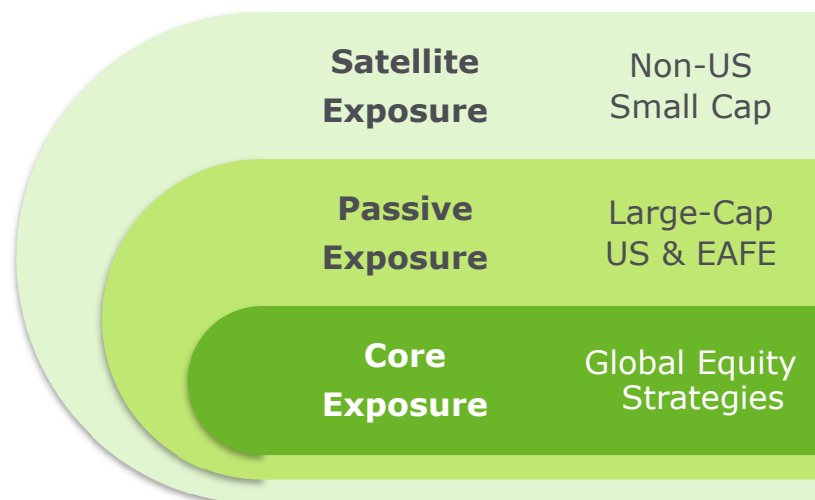 Satellite
Exposure
Non-US
Small Cap
Passive
Exposure
Large-Cap
US & EAFE
Core
Exposure
Global Equity
Strategies